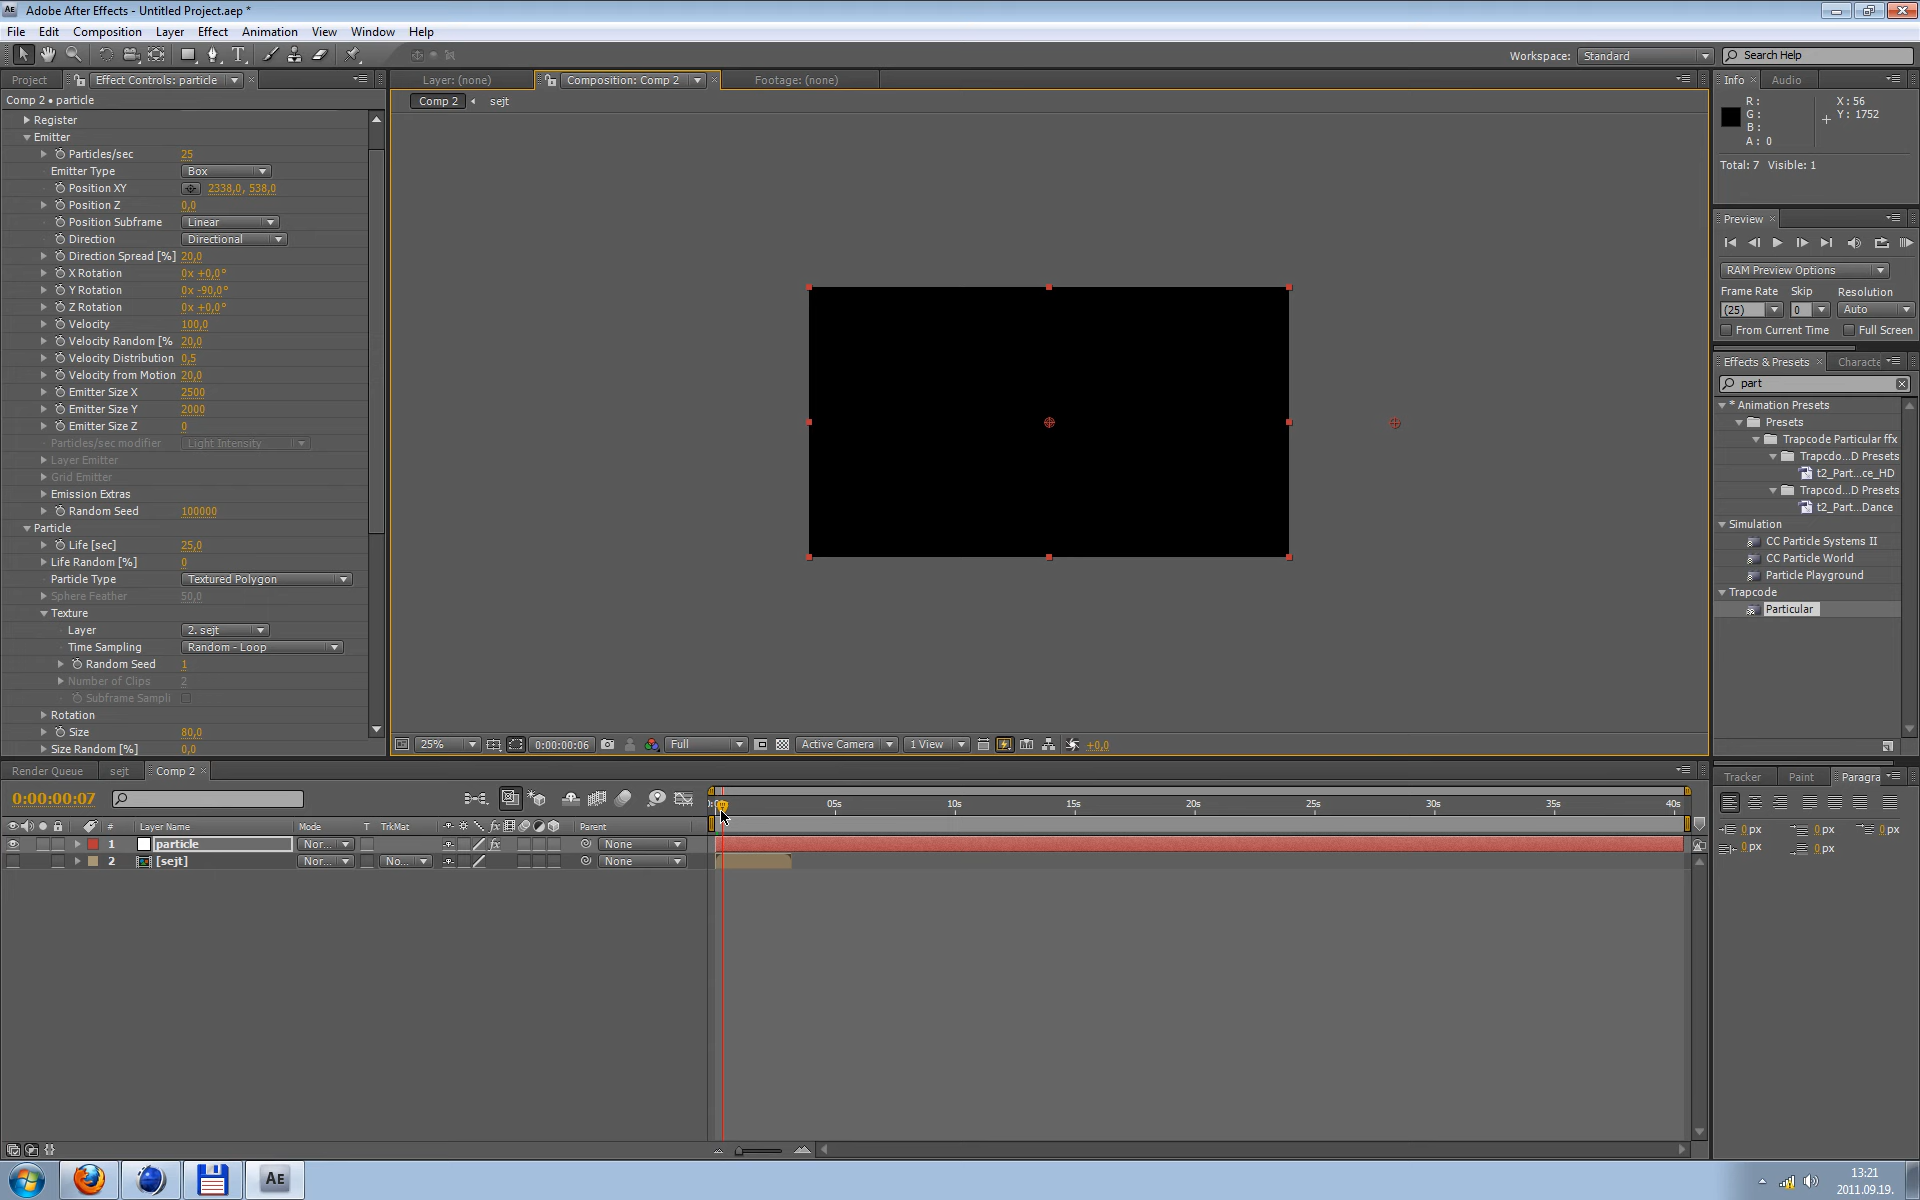 Adobe After Effects - Untitled Project.aep *
File Edit Composition Layer Effect Animation View Window Help
Workspace: Standard Search Help
Project Effect Controls: particle Layer: (none) Composition: Comp 2 Footage: (none) Info Audio
Comp 2 • particle
Comp 2 sejt
Register
Emitter
Particles/sec 25
Emitter Type Box
Position XY 2338,0, 538,0
Position Z 0,0
Position Subframe Linear
Direction Directional
Direction Spread [%] 20,0
X Rotation 0x +0,0°
Y Rotation 0x -90,0°
Z Rotation 0x +0,0°
Velocity 100,0
Velocity Random [% 20,0
Velocity Distribution 0,5
Velocity from Motion 20,0
Emitter Size X 2500
Emitter Size Y 2000
Emitter Size Z 0
Particles/sec modifier Light Intensity
Layer Emitter
Grid Emitter
Emission Extras
Random Seed 100000
Particle
Life [sec] 25,0
Life Random [%] 0
Particle Type Textured Polygon
Sphere Feather 50,0
Texture
Layer 2. sejt
Time Sampling Random - Loop
Random Seed 1
Number of Clips 2
Subframe Sampli
Rotation
Size 80,0
Size Random [%] 0,0
25% 0:00:00:06 Full Active Camera 1 View +0,0
R: X: 56
G: Y: 1752
B:
A: 0
Total: 7 Visible: 1
Preview
RAM Preview Options
Frame Rate Skip Resolution
(25) 0 Auto
From Current Time Full Screen
Effects & Presets Characte
part
* Animation Presets
Presets
Trapcode Particular ffx
Trapcdo...D Presets
t2_Part...ce_HD
Trapcod...D Presets
t2_Part...Dance
Simulation
CC Particle Systems II
CC Particle World
Particle Playground
Trapcode
Particular
Render Queue sejt Comp 2
0:00:00:07
05s 10s 15s 20s 25s 30s 35s 40s
# Layer Name Mode T TrkMat fx Parent
1 particle Nor... fx None
2 [sejt] Nor... No... None
Tracker Paint Paragra
0 px 0 px 0 px
0 px 0 px
AE
13:21
2011.09.19.